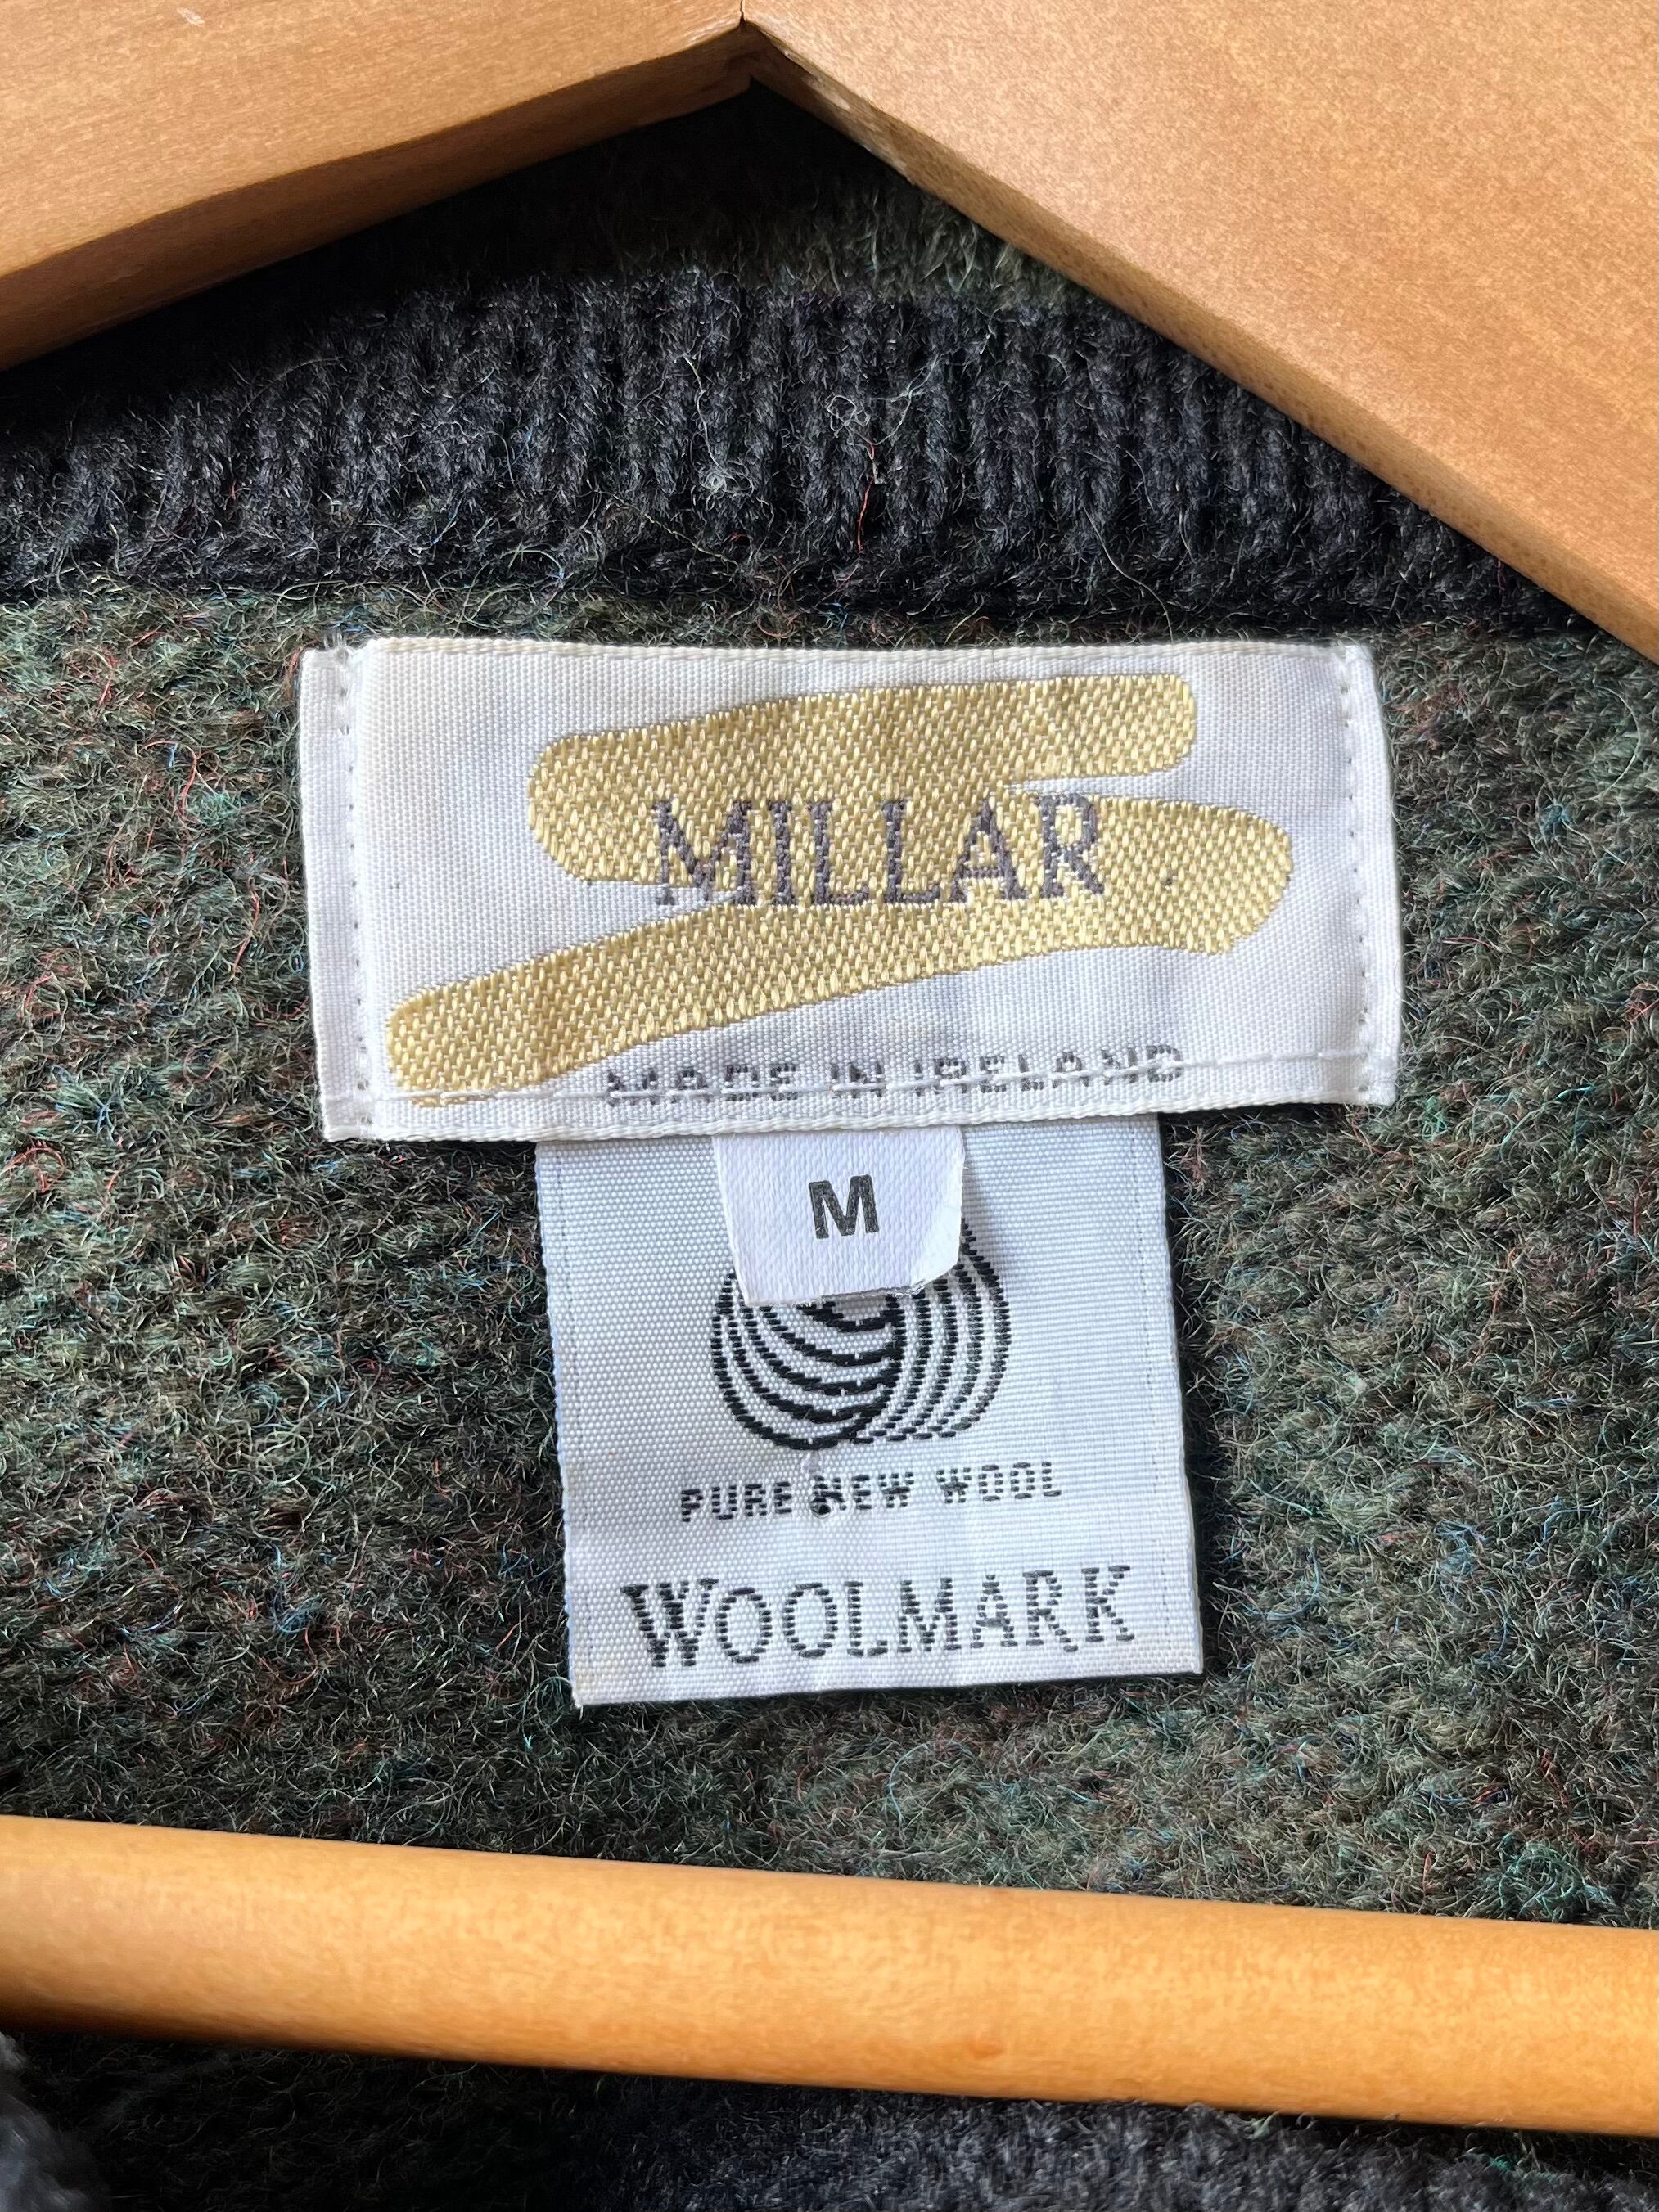 MILLAR
MADE IN IRELAND
M
PURE NEW WOOL
WOOLMARK